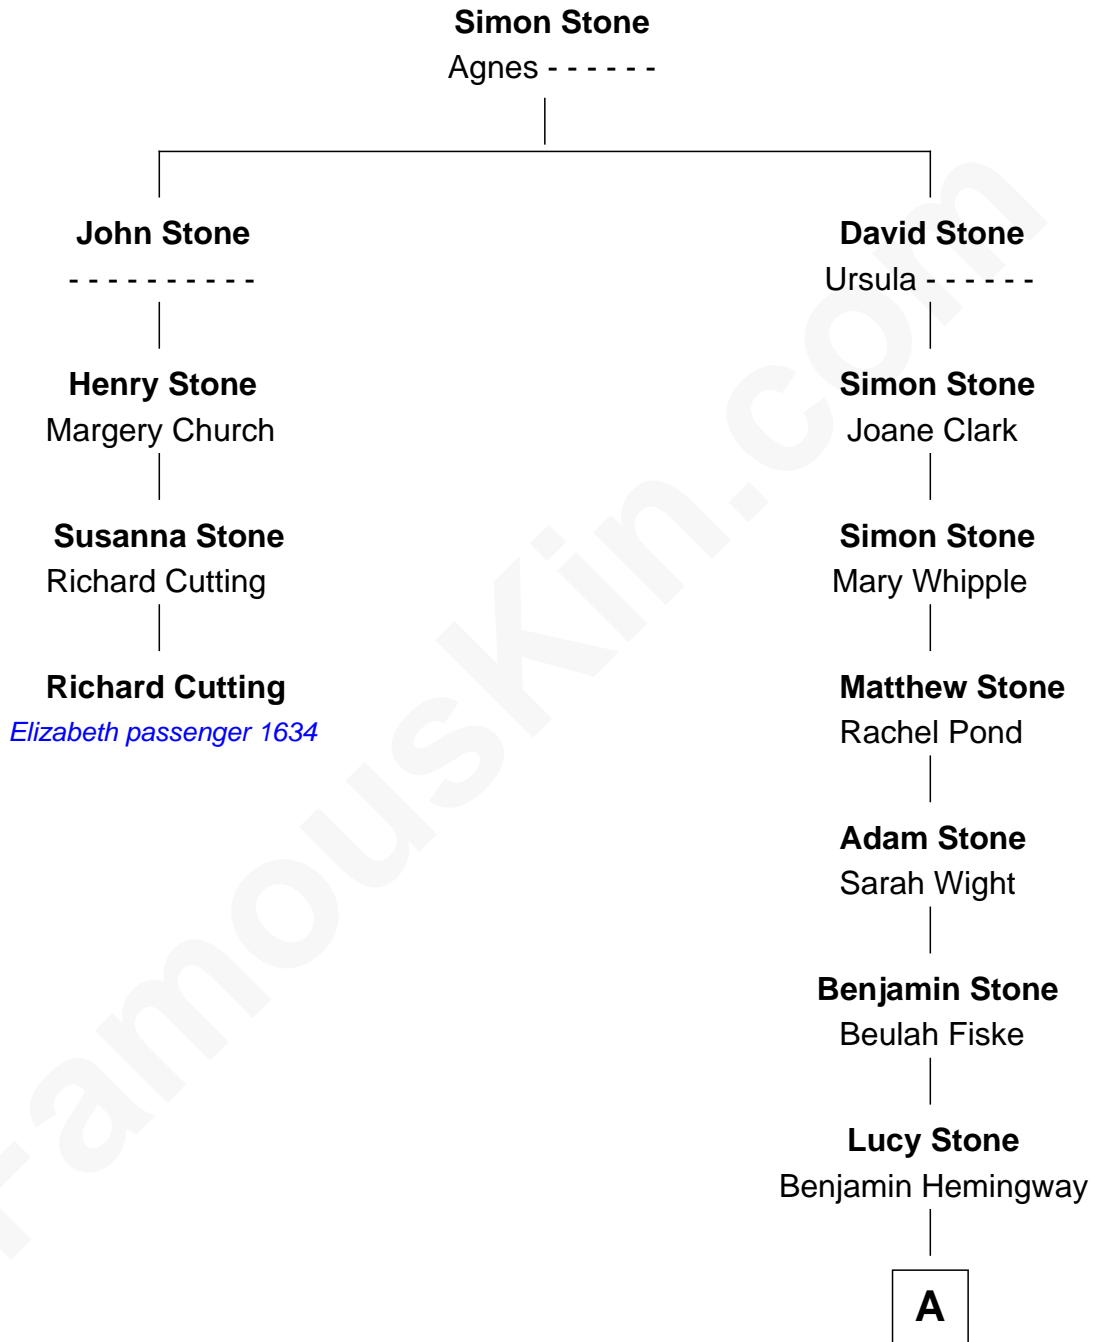 Simon Stone
Agnes - - - - - -
John Stone
- - - - - - - - - -
David Stone
Ursula - - - - - -
Henry Stone
Margery Church
Simon Stone
Joane Clark
Susanna Stone
Richard Cutting
Simon Stone
Mary Whipple
Richard Cutting
Elizabeth passenger 1634
Matthew Stone
Rachel Pond
Adam Stone
Sarah Wight
Benjamin Stone
Beulah Fiske
Lucy Stone
Benjamin Hemingway
A
FamousKin.com